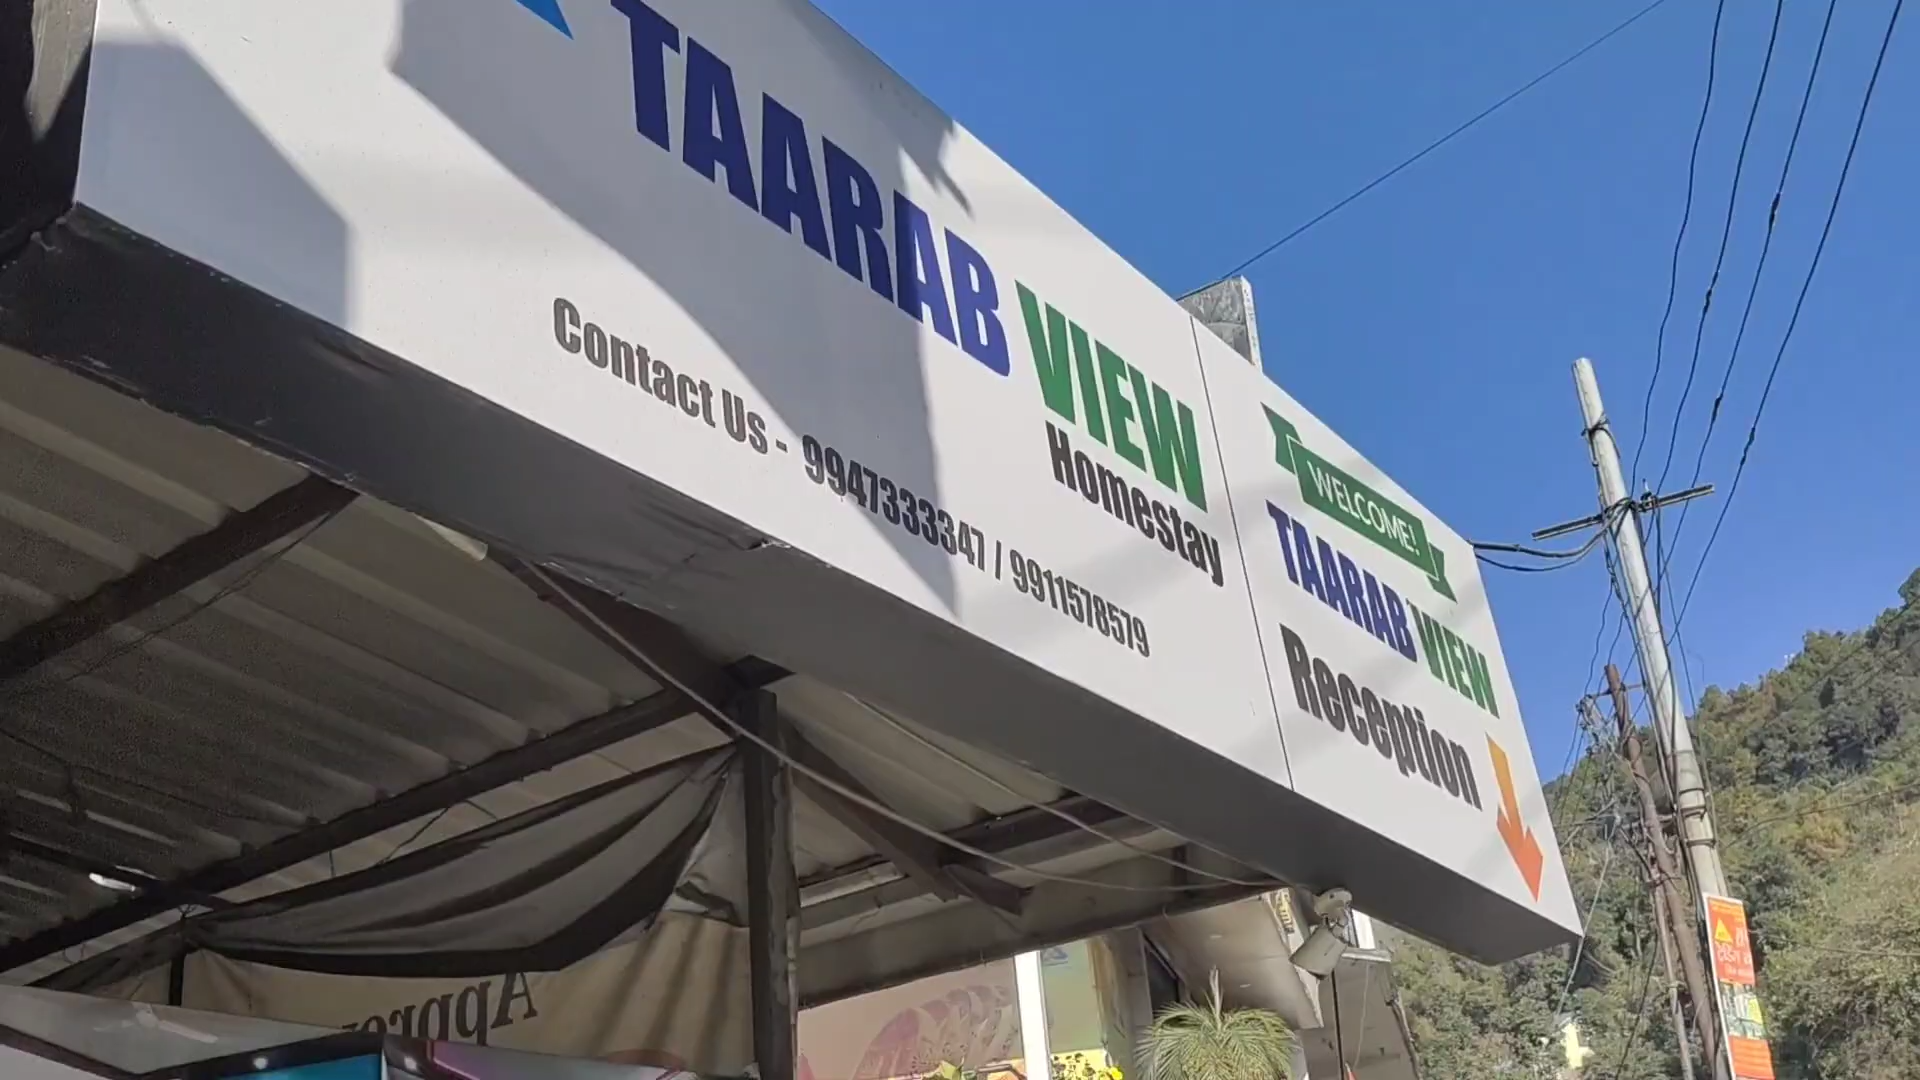 TAARAB VIEW
Homestay
Contact Us - 9947333347 / 9911578579
WELCOME!
TAARAB VIEW
Reception